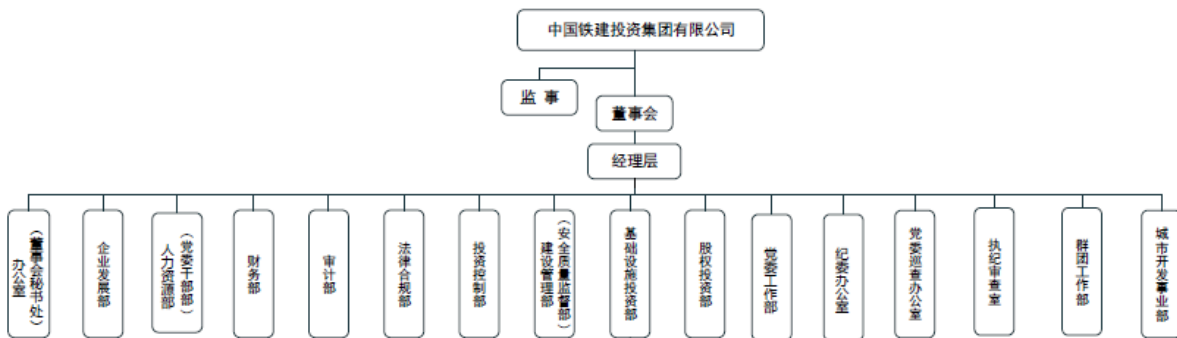 中国铁建投资集团有限公司
监 事
董事会
经理层
办公室
（董事会秘书处）
企业发展部
人力资源部
（党委干部部）
财务部
审计部
法律合规部
投资控制部
建设管理部
（安全质量监督部）
基础设施投资部
股权投资部
党委工作部
纪委办公室
党委巡查办公室
执纪审查室
群团工作部
城市开发事业部